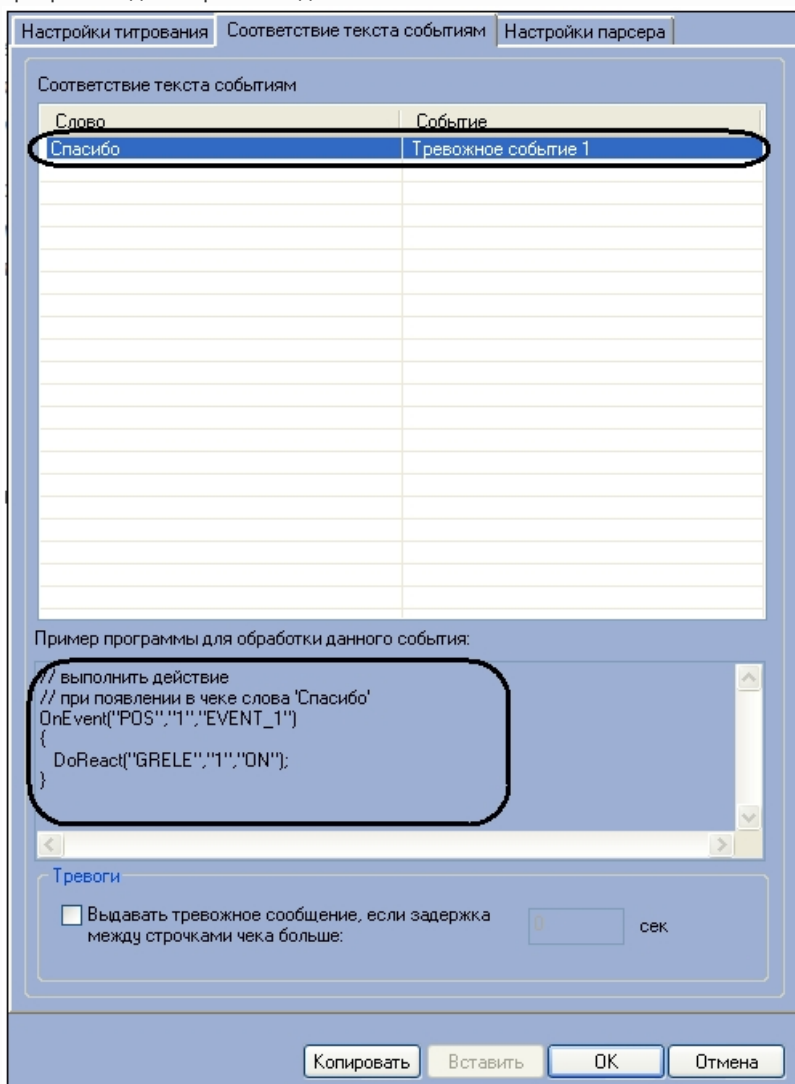 Настройки титрования Соответствие текста событиям Настройки парсера
Соответствие текста событиям
Слово Событие
Спасибо Тревожное событие 1
Пример программы для обработки данного события:
// выполнить действие
// при появлении в чеке слова 'Спасибо'
OnEvent("POS","1","EVENT_1")
{
DoReact("GRELE","1","ON");
}
Тревоги
Выдавать тревожное сообщение, если задержка
между строчками чека больше: 0 сек
Копировать Вставить OK Отмена